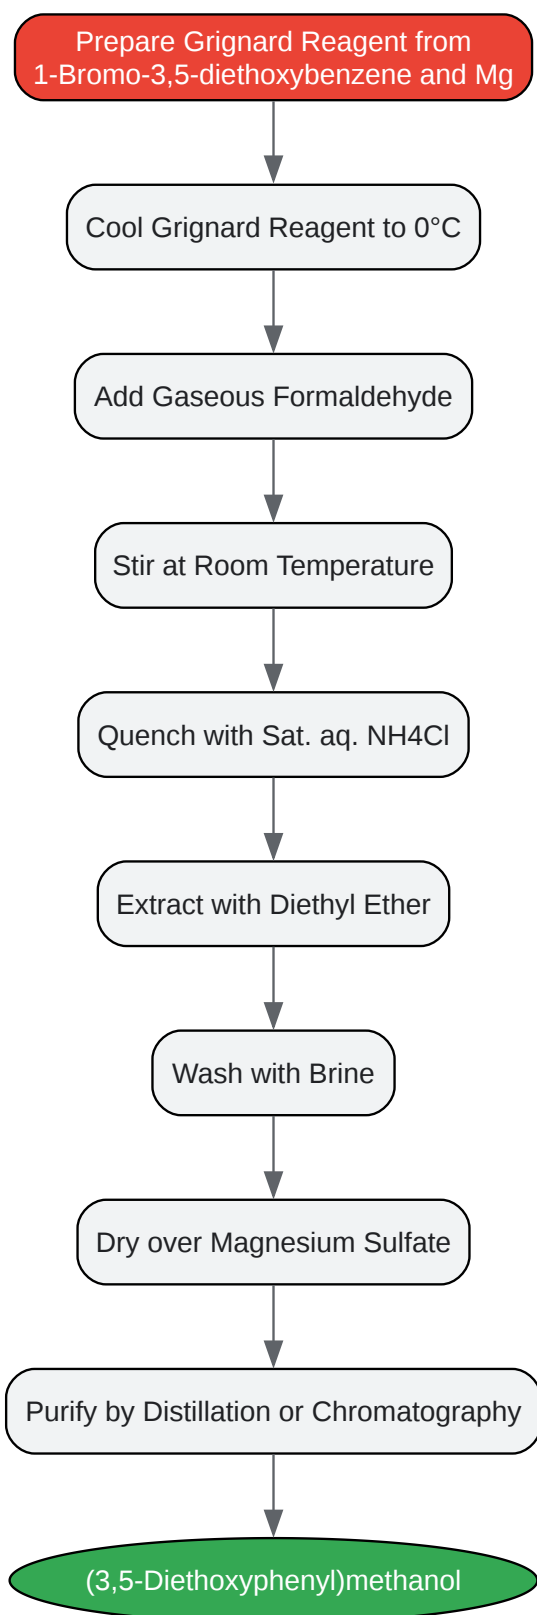 Prepare Grignard Reagent from
1-Bromo-3,5-diethoxybenzene and Mg
Cool Grignard Reagent to 0°C
Add Gaseous Formaldehyde
Stir at Room Temperature
Quench with Sat. aq. NH4Cl
Extract with Diethyl Ether
Wash with Brine
Dry over Magnesium Sulfate
Purify by Distillation or Chromatography
(3,5-Diethoxyphenyl)methanol